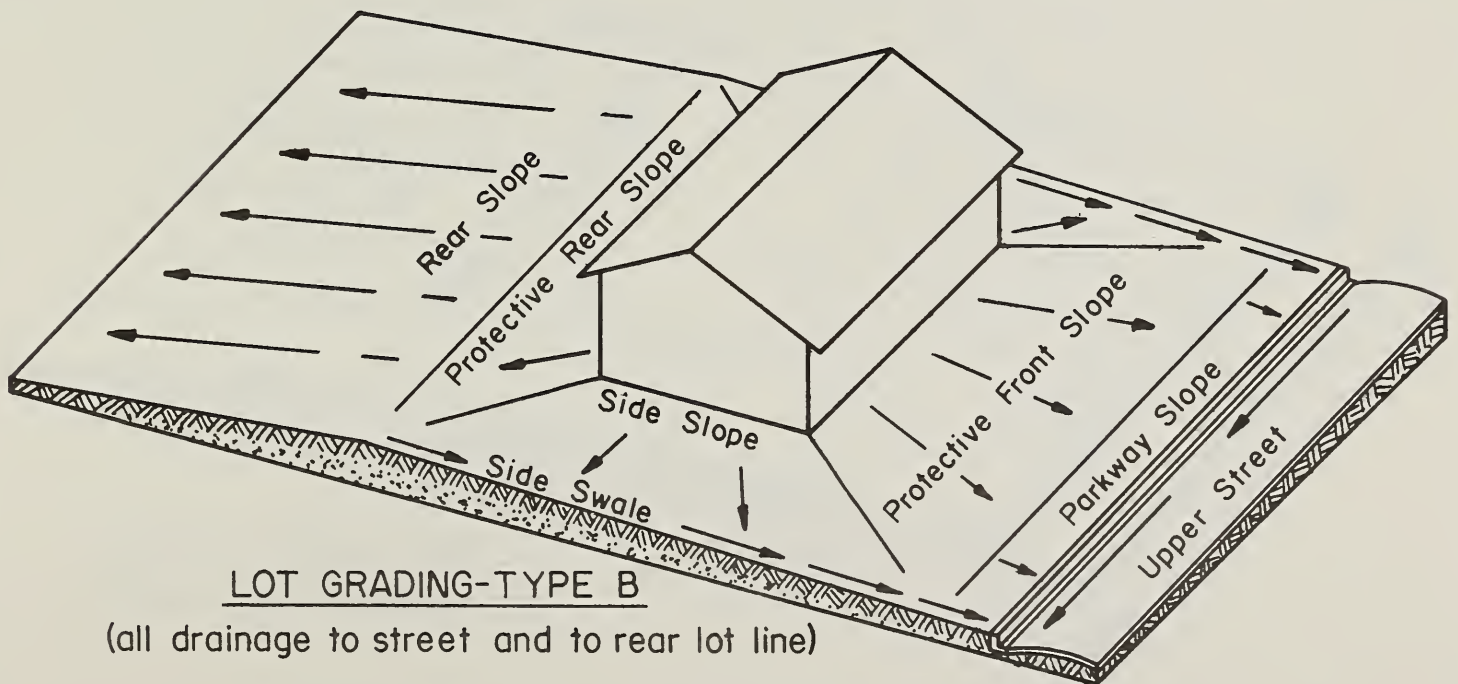 Rear Slope
Protective Rear Slope
Side Slope
Side Swale
Protective Front Slope
Parkway Slope
Upper Street
LOT GRADING-TYPE B
(all drainage to street and to rear lot line)